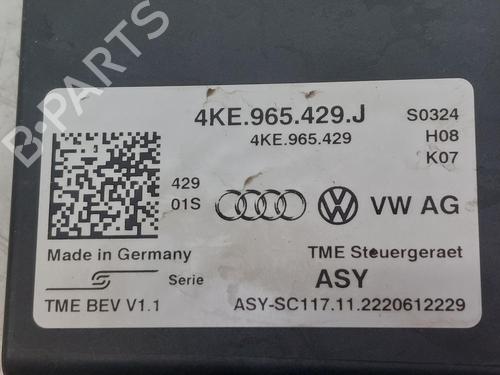 4KE.965.429.J
S0324
4KE.965.429
H08
K07
429
01S
VW AG
Made in Germany
TME Steuergeraet
Serie
ASY
TME BEV V1.1
ASY-SC117.11.2220612229
B-Parts